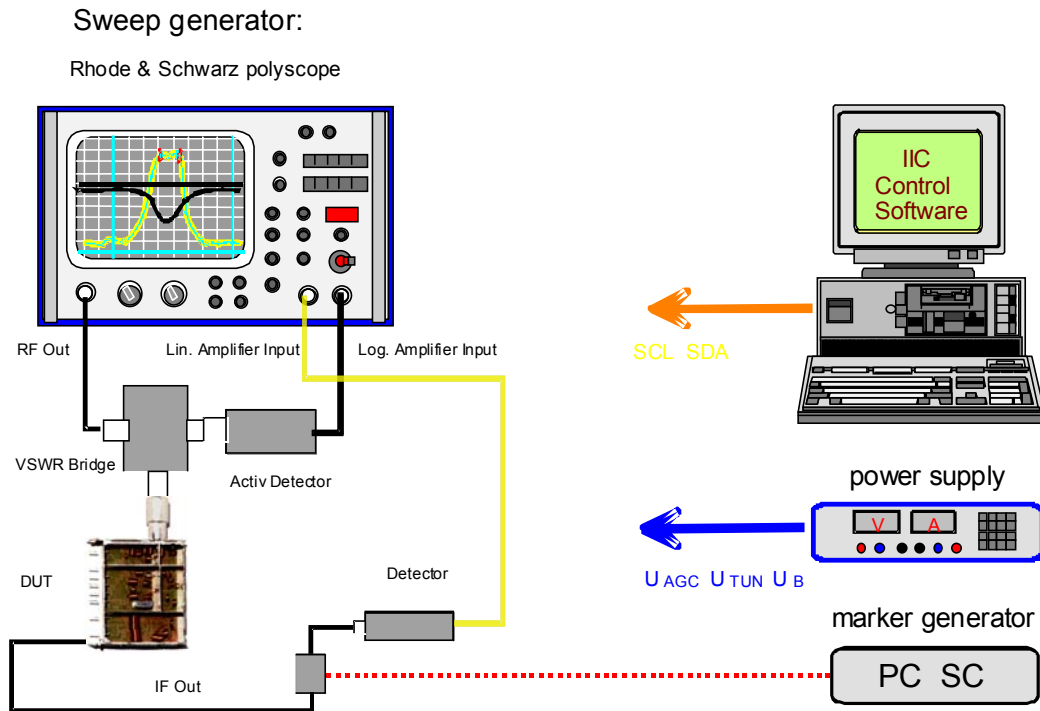 Sweep generator:
Rhode & Schwarz polyscope
IIC
Control
Software
RF Out
Lin. Amplifier Input
Log. Amplifier Input
SCL SDA
VSWR Bridge
Activ Detector
power supply
V
A
DUT
Detector
U AGC U TUN U B
marker generator
IF Out
PC SC